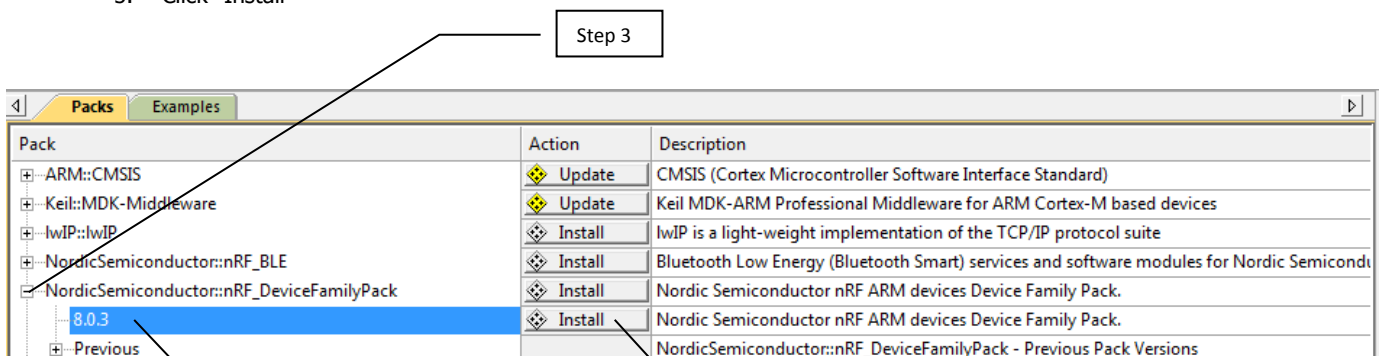 Click "Install"
Step 3
Packs Examples
Pack Action Description
ARM::CMSIS Update CMSIS (Cortex Microcontroller Software Interface Standard)
Keil::MDK-Middleware Update Keil MDK-ARM Professional Middleware for ARM Cortex-M based devices
lwIP::lwIP Install lwIP is a light-weight implementation of the TCP/IP protocol suite
NordicSemiconductor::nRF_BLE Install Bluetooth Low Energy (Bluetooth Smart) services and software modules for Nordic Semicondu
NordicSemiconductor::nRF_DeviceFamilyPack Install Nordic Semiconductor nRF ARM devices Device Family Pack.
8.0.3 Install Nordic Semiconductor nRF ARM devices Device Family Pack.
Previous NordicSemiconductor::nRF_DeviceFamilyPack - Previous Pack Versions